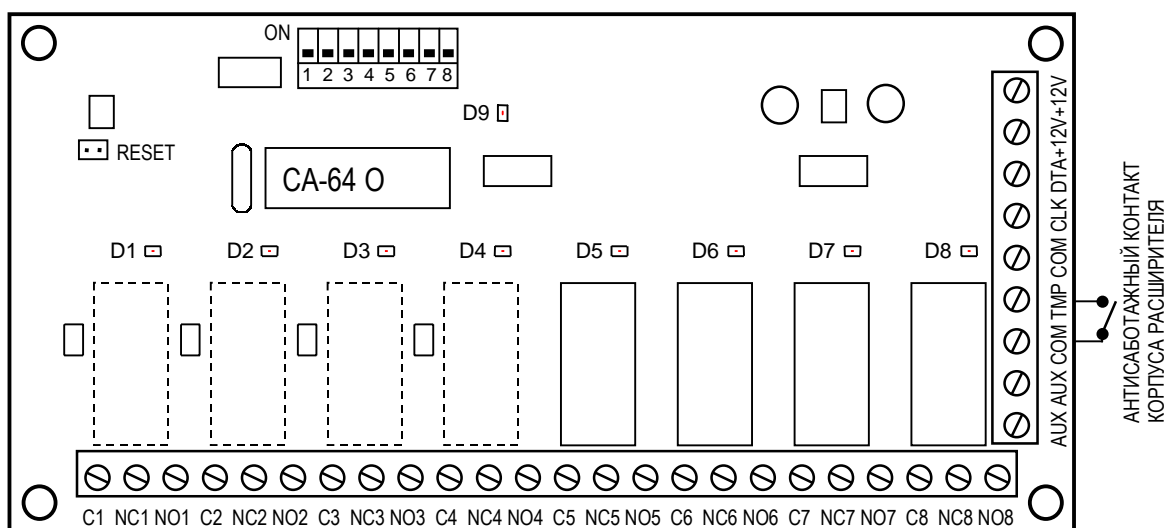 ON
1 2 3 4 5 6 7 8
D9
RESET
CA-64 O
D1 D2 D3 D4 D5 D6 D7 D8
AUX AUX COM TMP COM CLK DTA+12V+12V
АНТИСАБОТАЖНЫЙ КОНТАКТ
КОРПУСА РАСШИРИТЕЛЯ
C1 NC1 NO1 C2 NC2 NO2 C3 NC3 NO3 C4 NC4 NO4 C5 NC5 NO5 C6 NC6 NO6 C7 NC7 NO7 C8 NC8 NO8